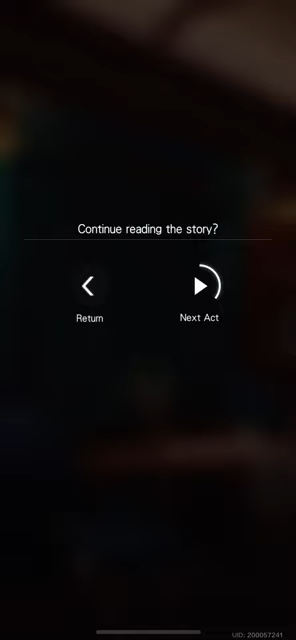 Continue reading the story?
Return
Next Act
UID: 200057241